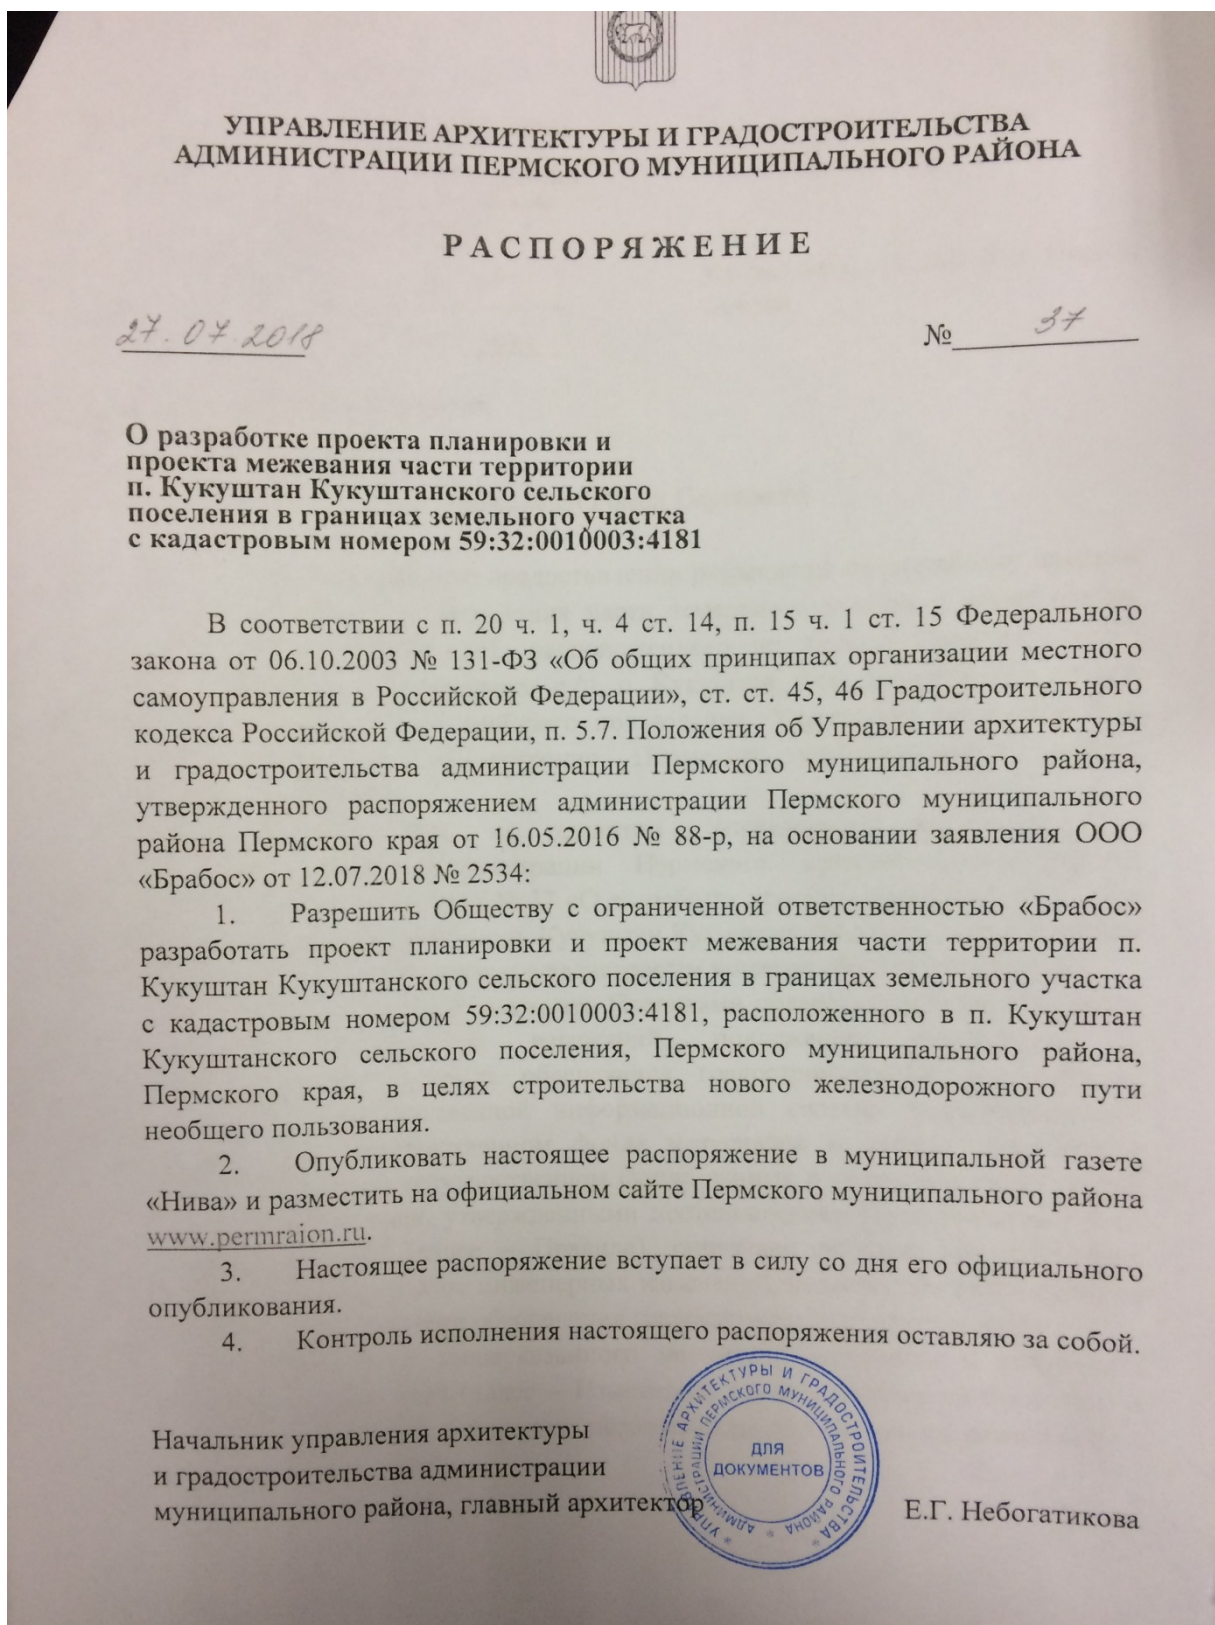 УПРАВЛЕНИЕ АРХИТЕКТУРЫ И ГРАДОСТРОИТЕЛЬСТВА
АДМИНИСТРАЦИИ ПЕРМСКОГО МУНИЦИПАЛЬНОГО РАЙОНА
РАСПОРЯЖЕНИЕ
27.07.2018 № 37
О разработке проекта планировки и
проекта межевания части территории
п. Кукуштан Кукуштанского сельского
поселения в границах земельного участка
с кадастровым номером 59:32:0010003:4181
В соответствии с п. 20 ч. 1, ч. 4 ст. 14, п. 15 ч. 1 ст. 15 Федерального
закона от 06.10.2003 № 131-ФЗ «Об общих принципах организации местного
самоуправления в Российской Федерации», ст. ст. 45, 46 Градостроительного
кодекса Российской Федерации, п. 5.7. Положения об Управлении архитектуры
и градостроительства администрации Пермского муниципального района,
утвержденного распоряжением администрации Пермского муниципального
района Пермского края от 16.05.2016 № 88-р, на основании заявления ООО
«Брабос» от 12.07.2018 № 2534:
1. Разрешить Обществу с ограниченной ответственностью «Брабос»
разработать проект планировки и проект межевания части территории п.
Кукуштан Кукуштанского сельского поселения в границах земельного участка
с кадастровым номером 59:32:0010003:4181, расположенного в п. Кукуштан
Кукуштанского сельского поселения, Пермского муниципального района,
Пермского края, в целях строительства нового железнодорожного пути
необщего пользования.
2. Опубликовать настоящее распоряжение в муниципальной газете
«Нива» и разместить на официальном сайте Пермского муниципального района
www.permraion.ru.
3. Настоящее распоряжение вступает в силу со дня его официального
опубликования.
4. Контроль исполнения настоящего распоряжения оставляю за собой.
Начальник управления архитектуры
и градостроительства администрации
муниципального района, главный архитектор Е.Г. Небогатикова
УПРАВЛЕНИЕ АРХИТЕКТУРЫ И ГРАДОСТРОИТЕЛЬСТВА
АДМИНИСТРАЦИИ ПЕРМСКОГО МУНИЦИПАЛЬНОГО РАЙОНА
ДЛЯ
ДОКУМЕНТОВ